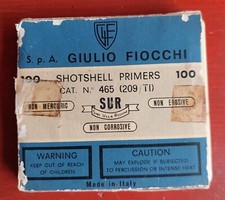 S.p.A. GIULIO FIOCCHI
100 SHOTSHELL PRIMERS 100
CAT. N.° 465 (209 TI)
NON MERCURIC SUR NON EROSIVE
NON CORROSIVE
WARNING CAUTION
KEEP OUT OF REACH OF CHILDREN MAY EXPLODE IF SUBJECTED TO PERCUSSION OR INTENSE HEAT
Made in Italy